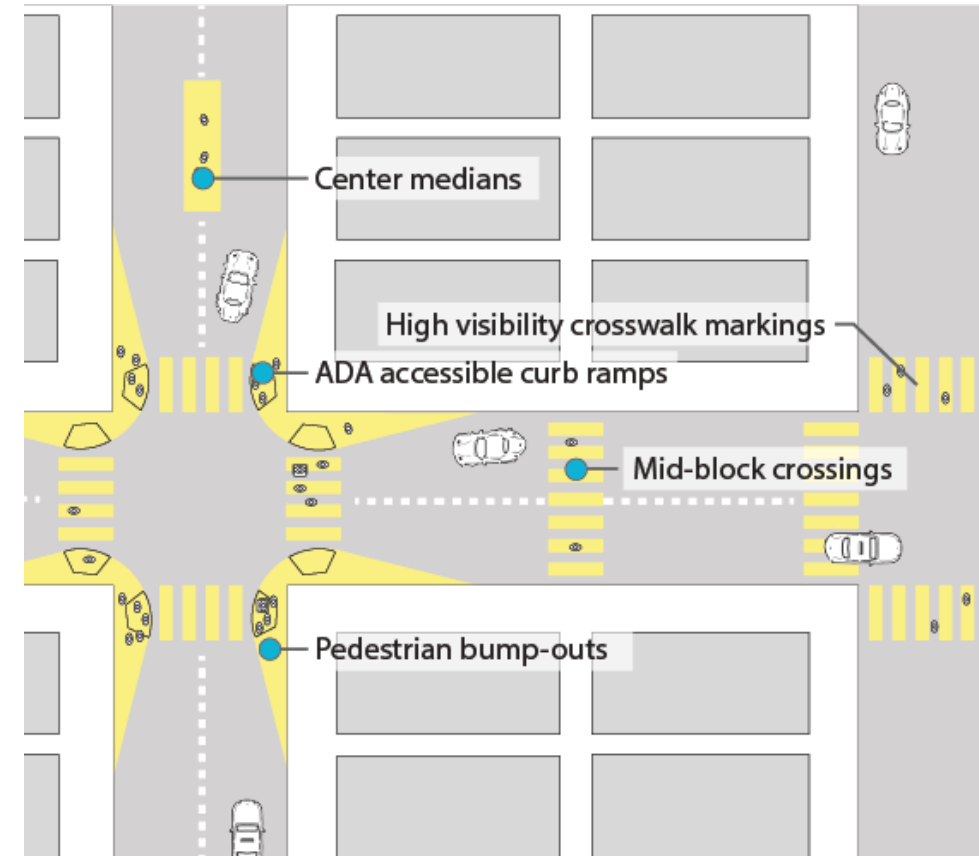 Center medians
High visibility crosswalk markings
ADA accessible curb ramps
Mid-block crossings
Pedestrian bump-outs